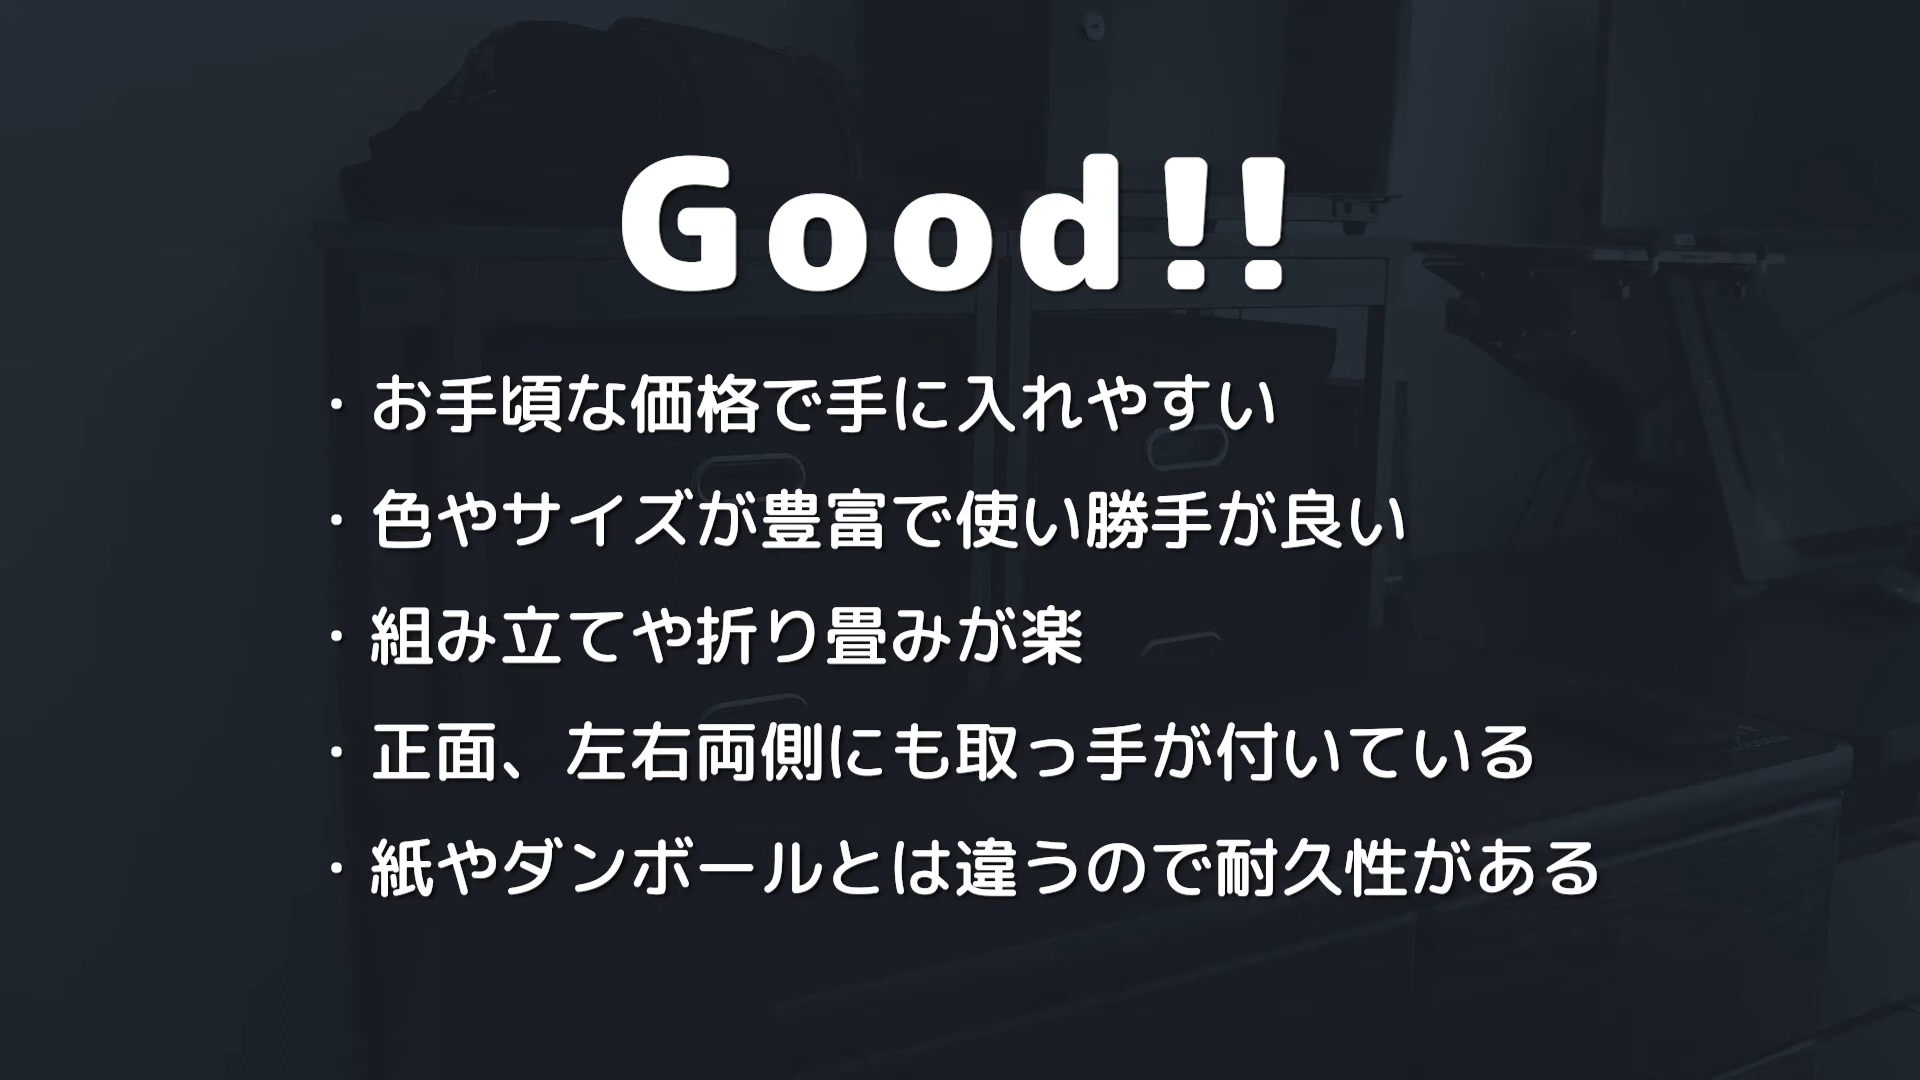 Good!!
・お手頃な価格で手に入れやすい
・色やサイズが豊富で使い勝手が良い
・組み立てや折り畳みが楽
・正面、左右両側にも取っ手が付いている
・紙やダンボールとは違うので耐久性がある